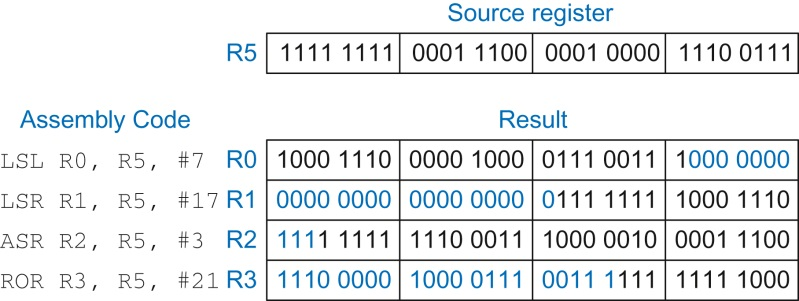 Source register
R5 1111 1111 0001 1100 0001 0000 1110 0111
Assembly Code Result
LSL R0, R5, #7 R0 1000 1110 0000 1000 0111 0011 1000 0000
LSR R1, R5, #17 R1 0000 0000 0000 0000 0111 1111 1000 1110
ASR R2, R5, #3 R2 1111 1111 1110 0011 1000 0010 0001 1100
ROR R3, R5, #21 R3 1110 0000 1000 0111 0011 1111 1111 1000